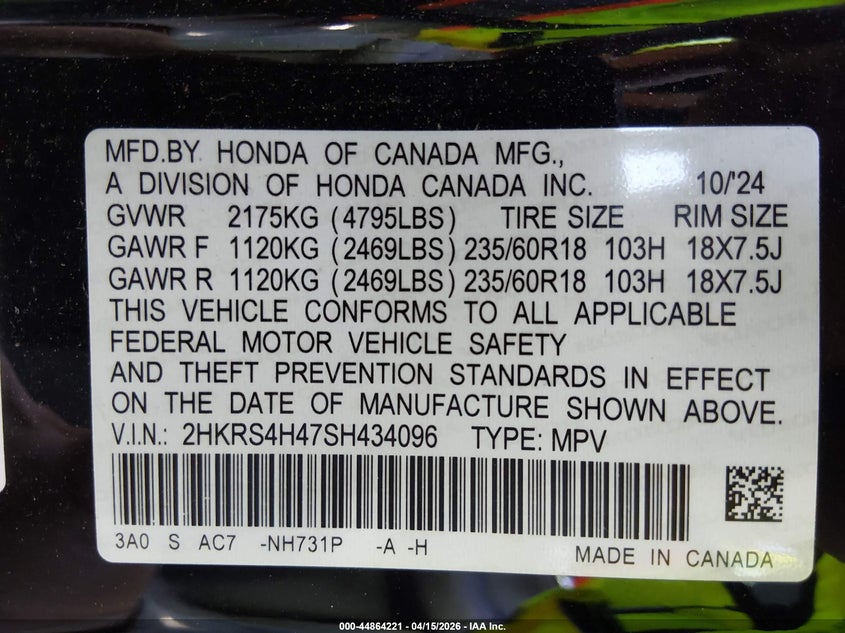 MFD.BY HONDA OF CANADA MFG.,
A DIVISION OF HONDA CANADA INC. 10/'24
GVWR 2175KG (4795LBS) TIRE SIZE RIM SIZE
GAWR F 1120KG (2469LBS) 235/60R18 103H 18X7.5J
GAWR R 1120KG (2469LBS) 235/60R18 103H 18X7.5J
THIS VEHICLE CONFORMS TO ALL APPLICABLE
FEDERAL MOTOR VEHICLE SAFETY
AND THEFT PREVENTION STANDARDS IN EFFECT
ON THE DATE OF MANUFACTURE SHOWN ABOVE.
V.I.N.: 2HKRS4H47SH434096 TYPE: MPV
3A0 S AC7 -NH731P -A -H
MADE IN CANADA
000-44864221 - 04/15/2026 - IAA Inc.